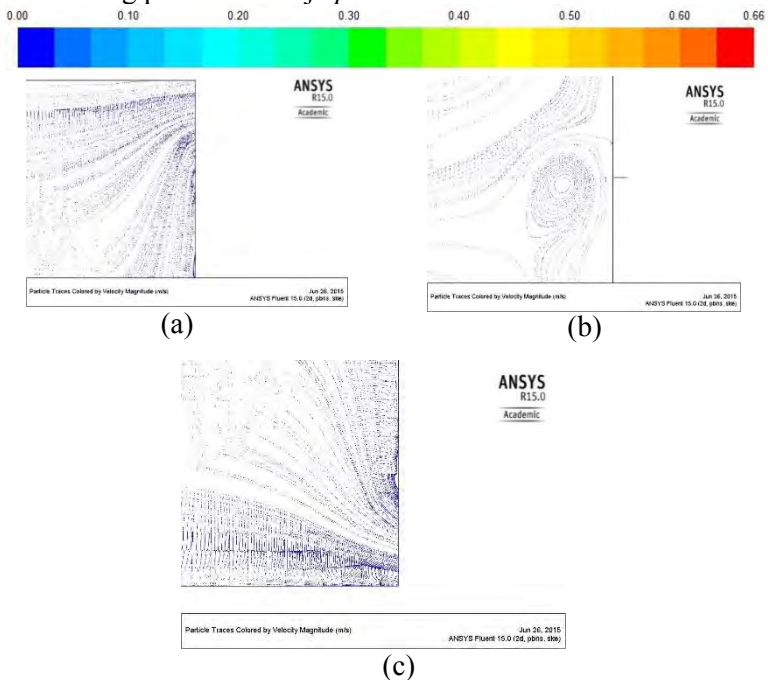 0.00 0.10 0.20 0.30 0.40 0.50 0.60 0.66
ANSYS
R15.0
Academic
ANSYS
R15.0
Academic
Particle Traces Colored by Velocity Magnitude (m/s)
Jun 26, 2015
ANSYS Fluent 15.0 (2d, pbns, ske)
Particle Traces Colored by Velocity Magnitude (m/s)
Jun 26, 2015
ANSYS Fluent 15.0 (2d, pbns, ske)
(a)
(b)
ANSYS
R15.0
Academic
Particle Traces Colored by Velocity Magnitude (m/s)
Jun 26, 2015
ANSYS Fluent 15.0 (2d, pbns, ske)
(c)